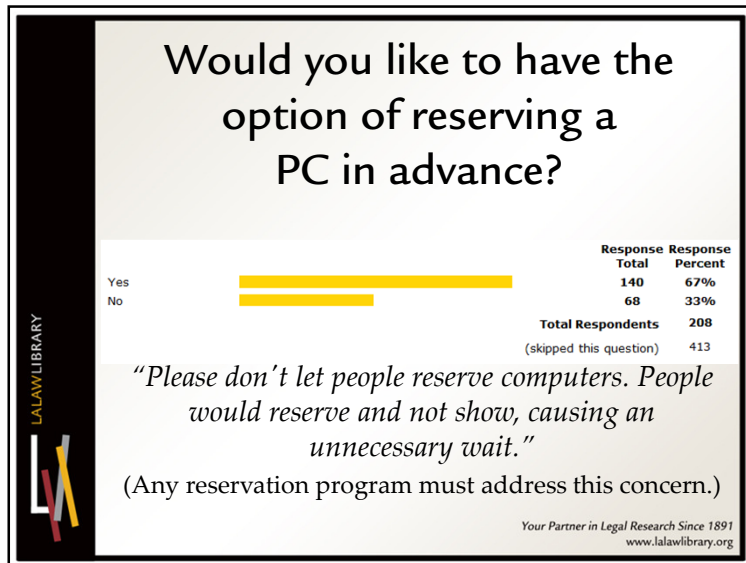 Would you like to have the
option of reserving a
PC in advance?
Response Response
Total Percent
Yes 140 67%
No 68 33%
Total Respondents 208
(skipped this question) 413
"Please don't let people reserve computers. People
would reserve and not show, causing an
unnecessary wait."
(Any reservation program must address this concern.)
LALAWLIBRARY
Your Partner in Legal Research Since 1891
www.lalawlibrary.org